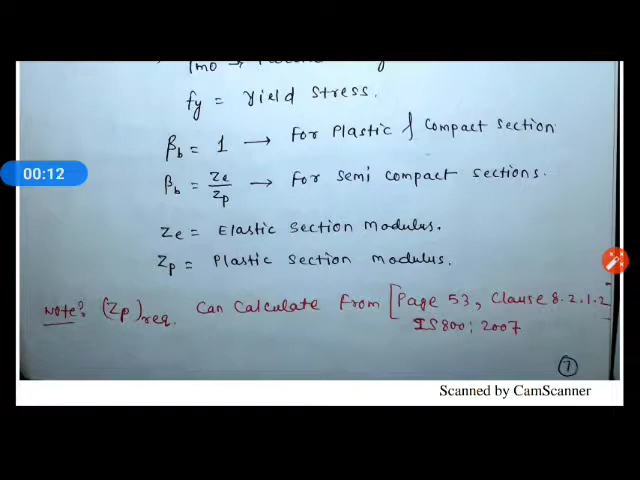 fy = Yield Stress.
βb = 1 → For Plastic & Compact section
00:12
βb = Ze/Zp → For Semi Compact Sections.
Ze = Elastic Section Modulus.
Zp = Plastic Section Modulus.
Note: (Zp)req. Can Calculate From [Page 53, Clause 8.2.1.2]
IS800:2007
7
Scanned by CamScanner